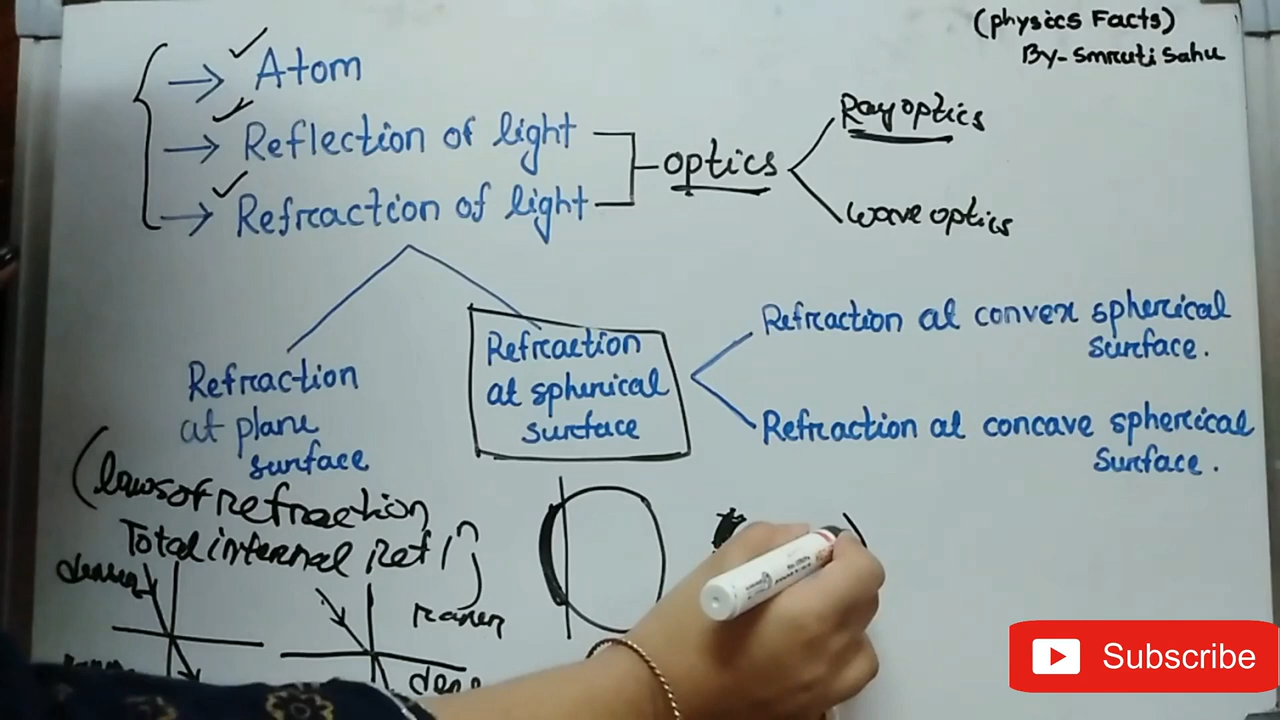 (physics Facts)
By- Smruti Sahu
Atom
Reflection of light
Refraction of light
optics
Ray optics
wave optics
Refraction at plane surface
Refraction at spherical surface
Refraction at convex spherical surface.
Refraction at concave spherical surface.
(laws of refraction
Total internal Ref n)
denser
rarer
Subscribe